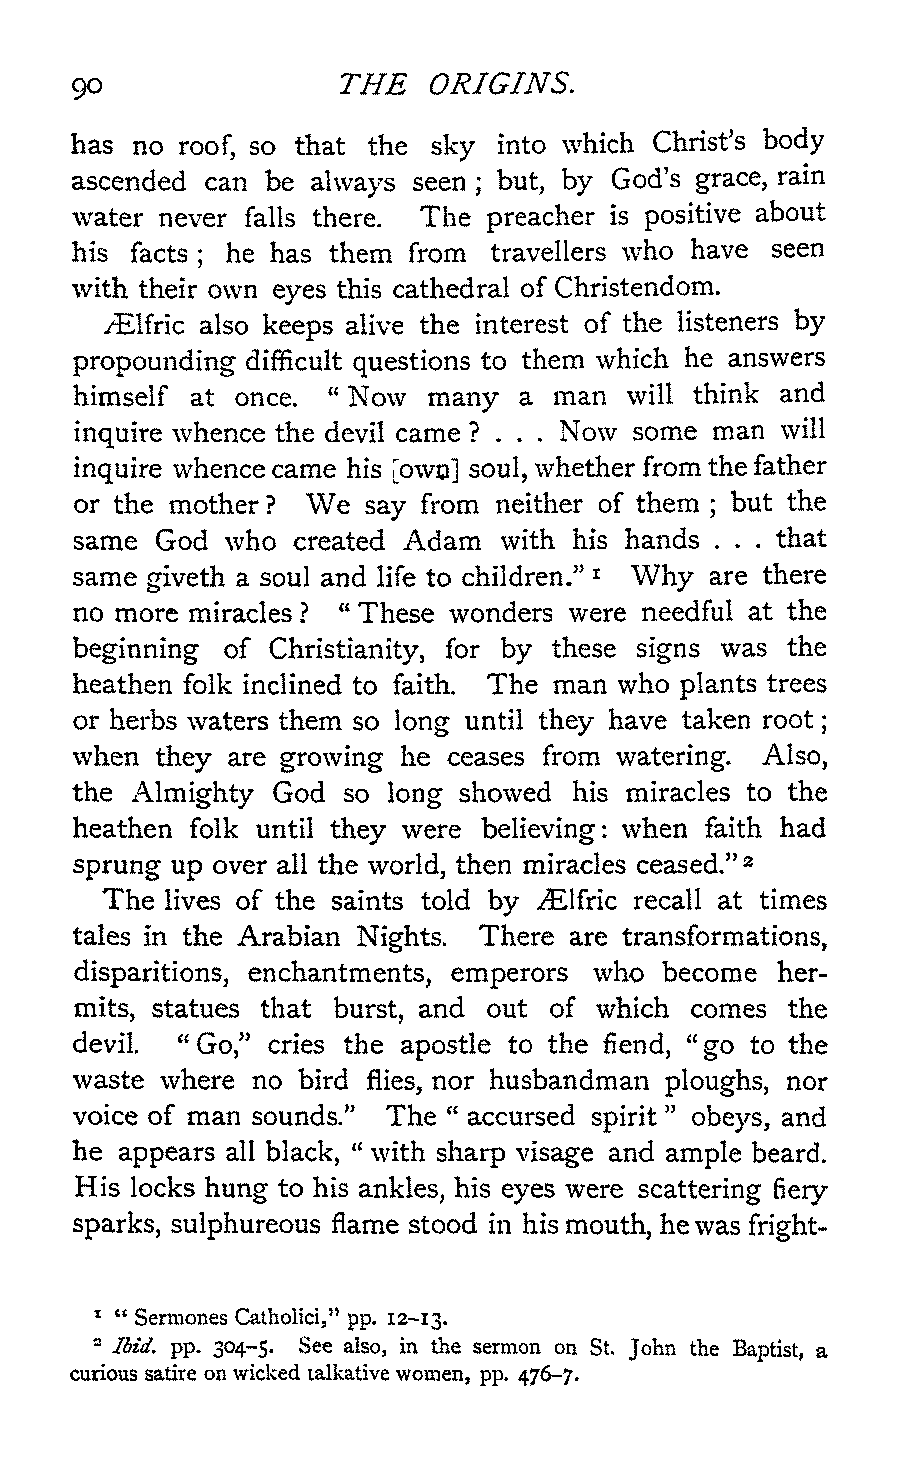 90 THE ORIGINS.
has no roof, so that the sky into which Christ's body
ascended can be always seen ; but, by God's grace, rain
water never falls there. The preacher is positive about
his facts ; he has them from travellers who have seen
with their own eyes this cathedral of Christendom.
Ælfric also keeps alive the interest of the listeners by
propounding difficult questions to them which he answers
himself at once. “ Now many a man will think and
inquire whence the devil came ? . . . Now some man will
inquire whence came his [own] soul, whether from the father
or the mother ? We say from neither of them ; but the
same God who created Adam with his hands . . . that
same giveth a soul and life to children.” ¹ Why are there
no more miracles ? “ These wonders were needful at the
beginning of Christianity, for by these signs was the
heathen folk inclined to faith. The man who plants trees
or herbs waters them so long until they have taken root ;
when they are growing he ceases from watering. Also,
the Almighty God so long showed his miracles to the
heathen folk until they were believing : when faith had
sprung up over all the world, then miracles ceased.” ²
The lives of the saints told by Ælfric recall at times
tales in the Arabian Nights. There are transformations,
disparitions, enchantments, emperors who become her-
mits, statues that burst, and out of which comes the
devil. “ Go,” cries the apostle to the fiend, “ go to the
waste where no bird flies, nor husbandman ploughs, nor
voice of man sounds.” The “ accursed spirit ” obeys, and
he appears all black, “ with sharp visage and ample beard.
His locks hung to his ankles, his eyes were scattering fiery
sparks, sulphureous flame stood in his mouth, he was fright-
¹ “ Sermones Catholici,” pp. 12–13.
² Ibid. pp. 304–5. See also, in the sermon on St. John the Baptist, a
curious satire on wicked talkative women, pp. 476–7.